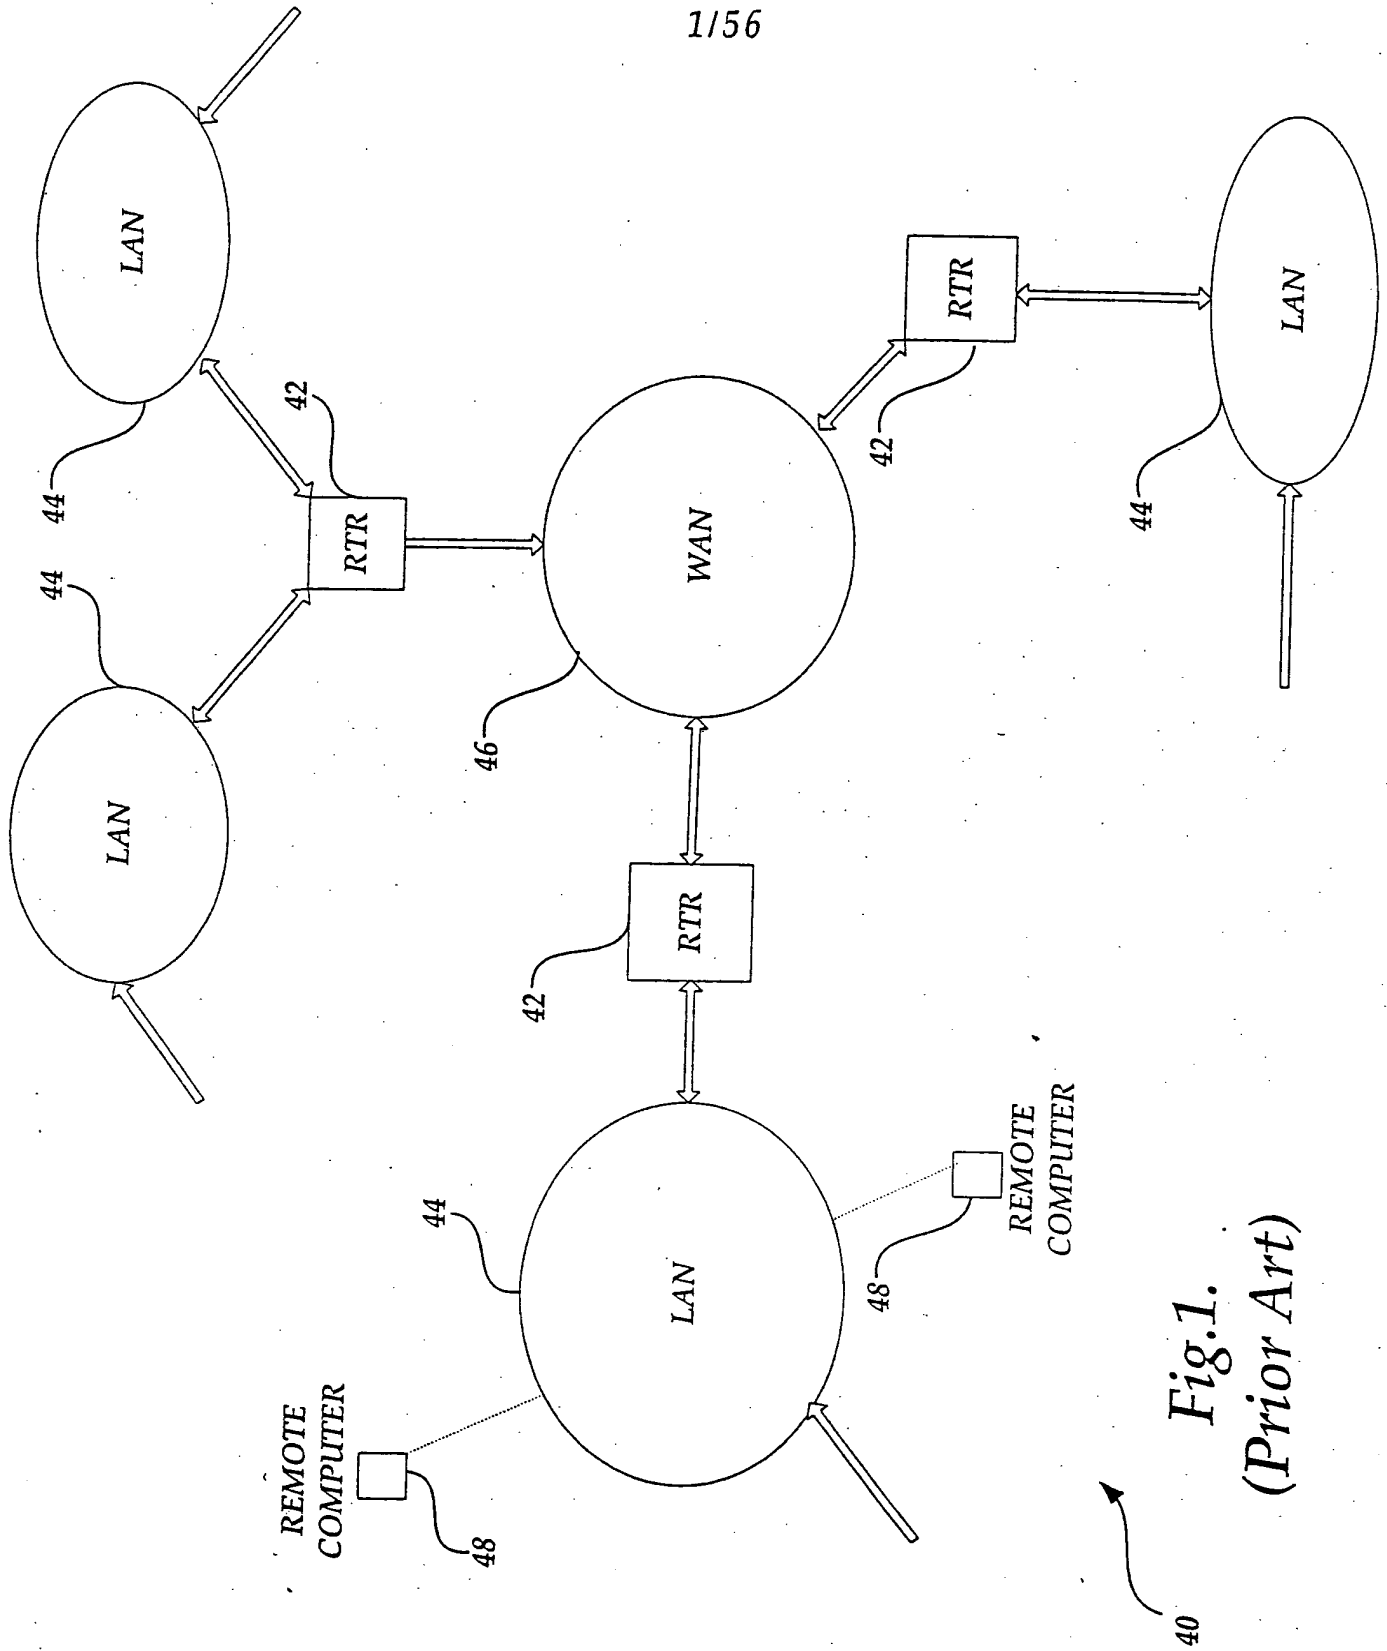 1/56
LAN
44
LAN
44
RTR
42
WAN
46
RTR
42
LAN
44
RTR
42
LAN
44
REMOTE
COMPUTER
48
REMOTE
COMPUTER
48
Fig.1.
(Prior Art)
40